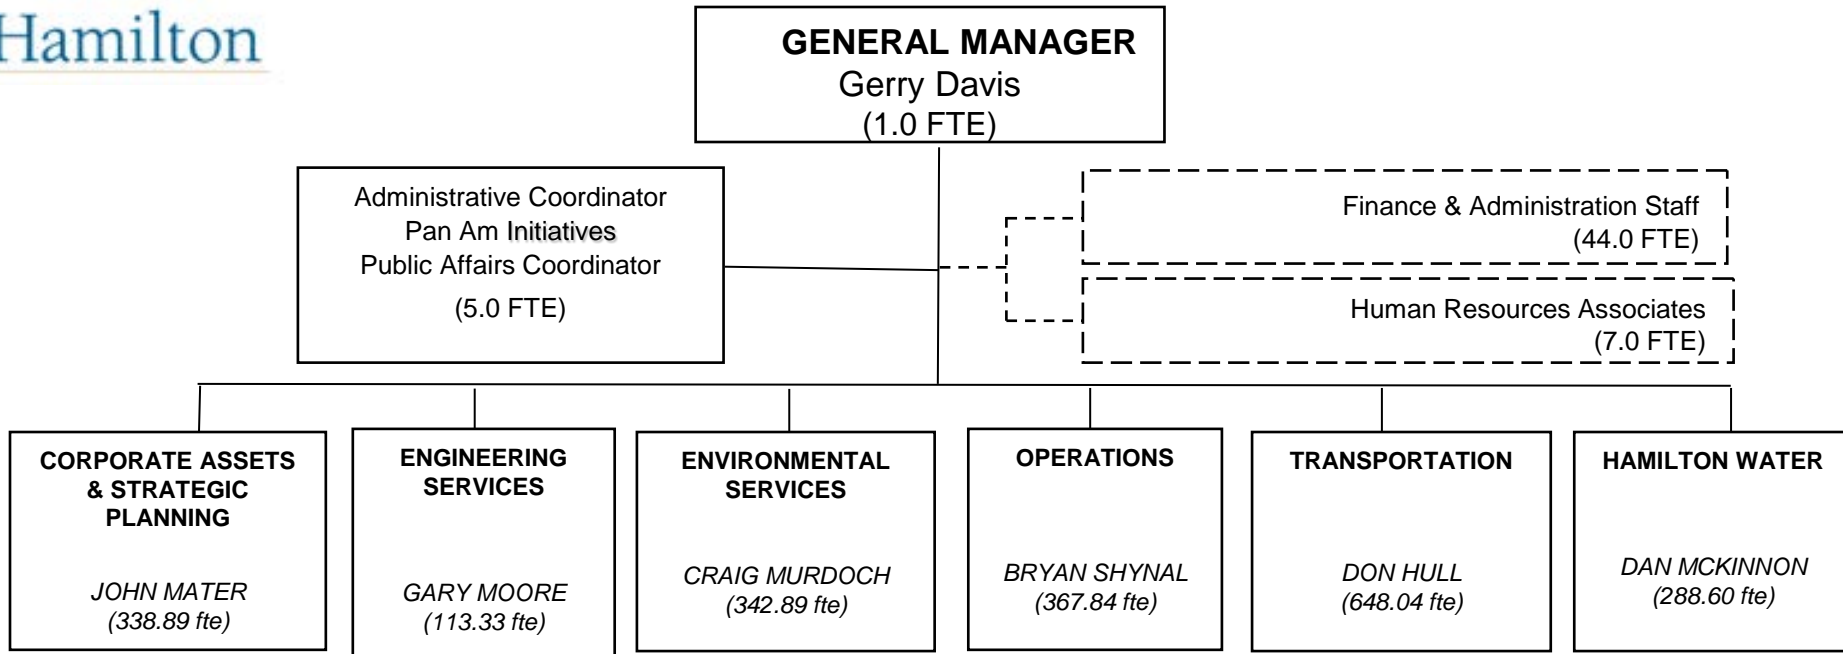 Hamilton
GENERAL MANAGER
Gerry Davis
(1.0 FTE)
Administrative Coordinator
Pan Am Initiatives
Public Affairs Coordinator
(5.0 FTE)
Finance & Administration Staff
(44.0 FTE)
Human Resources Associates
(7.0 FTE)
CORPORATE ASSETS
& STRATEGIC
PLANNING
JOHN MATER
(338.89 fte)
ENGINEERING
SERVICES
GARY MOORE
(113.33 fte)
ENVIRONMENTAL
SERVICES
CRAIG MURDOCH
(342.89 fte)
OPERATIONS
BRYAN SHYNAL
(367.84 fte)
TRANSPORTATION
DON HULL
(648.04 fte)
HAMILTON WATER
DAN MCKINNON
(288.60 fte)